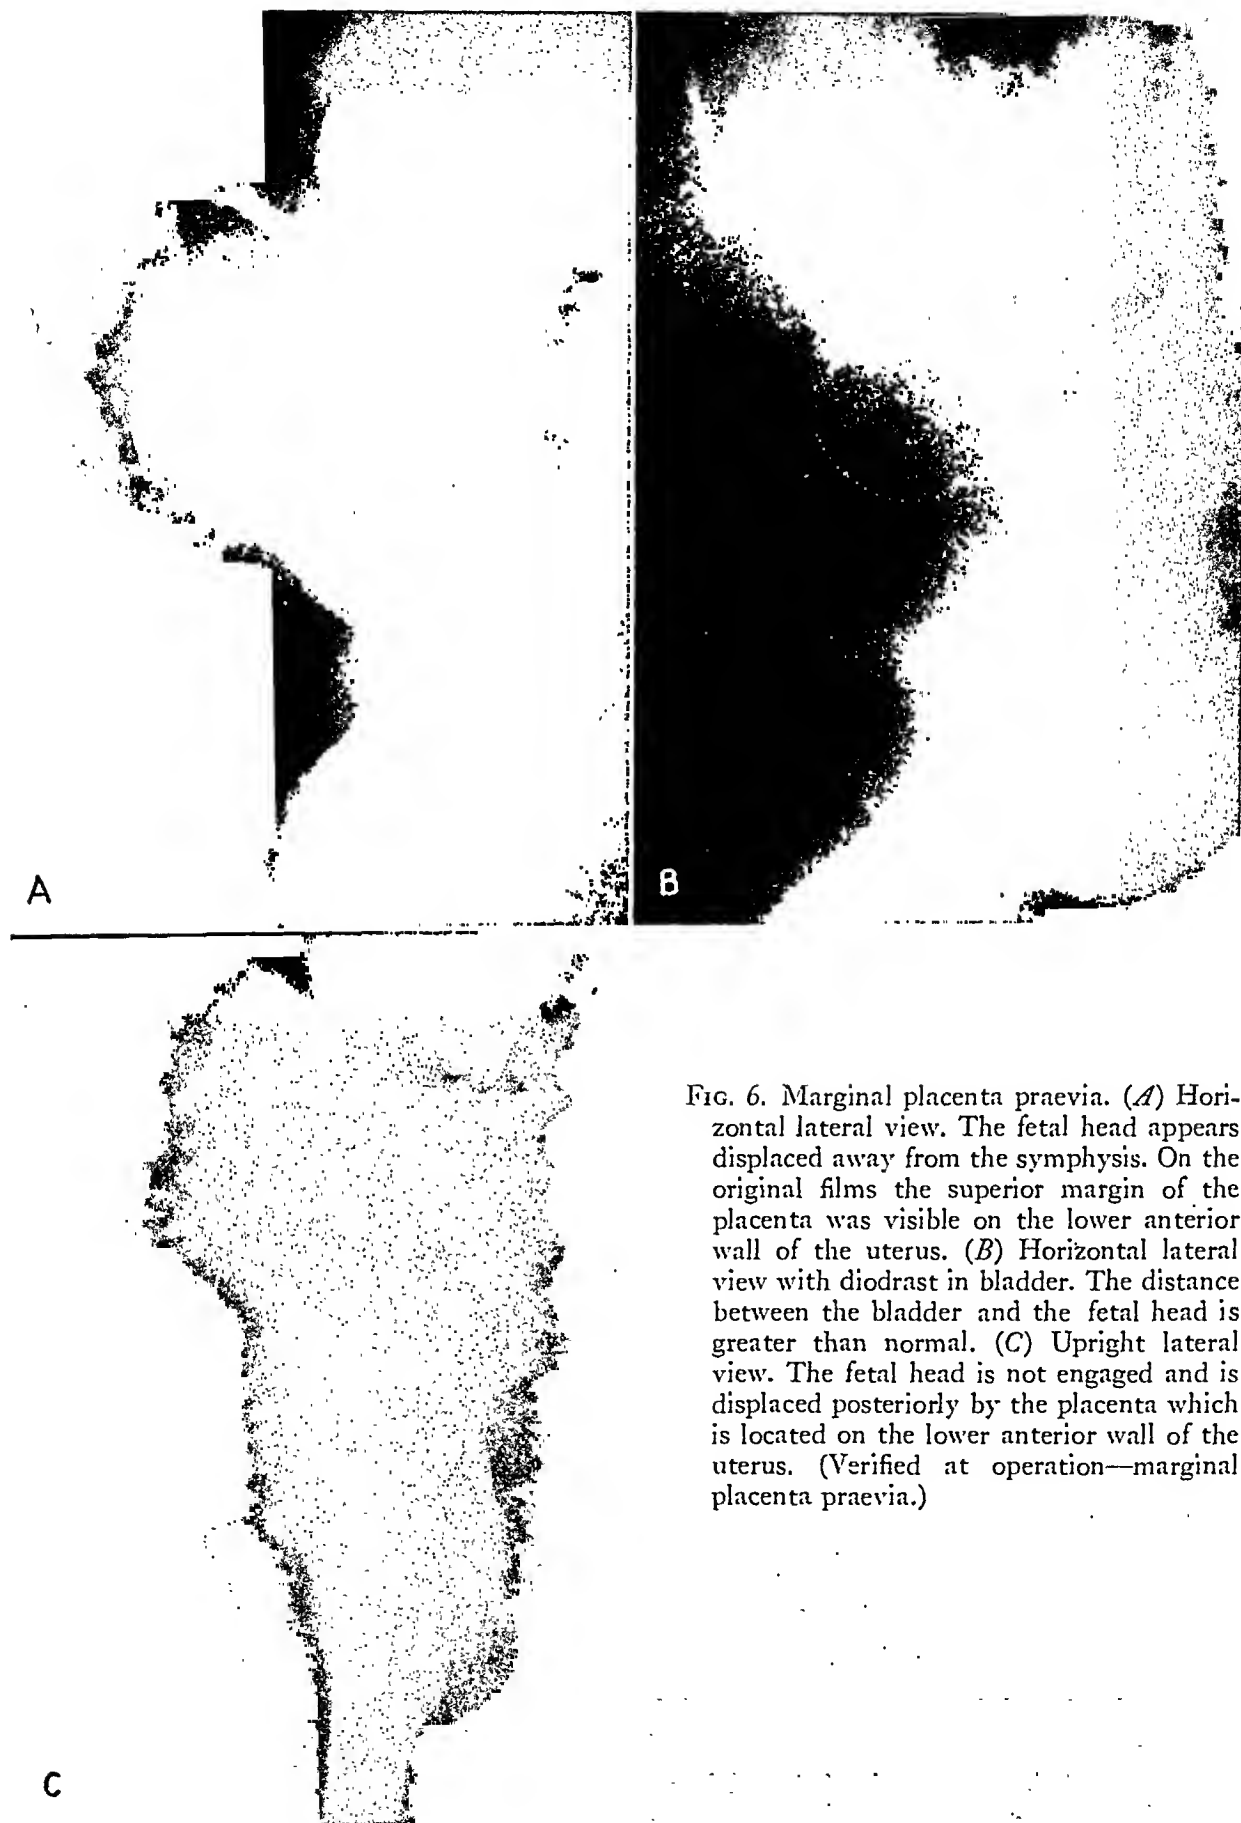 A
B
C
FIG. 6. Marginal placenta praevia. (A) Hori-
zontal lateral view. The fetal head appears
displaced away from the symphysis. On the
original films the superior margin of the
placenta was visible on the lower anterior
wall of the uterus. (B) Horizontal lateral
view with diodrast in bladder. The distance
between the bladder and the fetal head is
greater than normal. (C) Upright lateral
view. The fetal head is not engaged and is
displaced posteriorly by the placenta which
is located on the lower anterior wall of the
uterus. (Verified at operation—marginal
placenta praevia.)